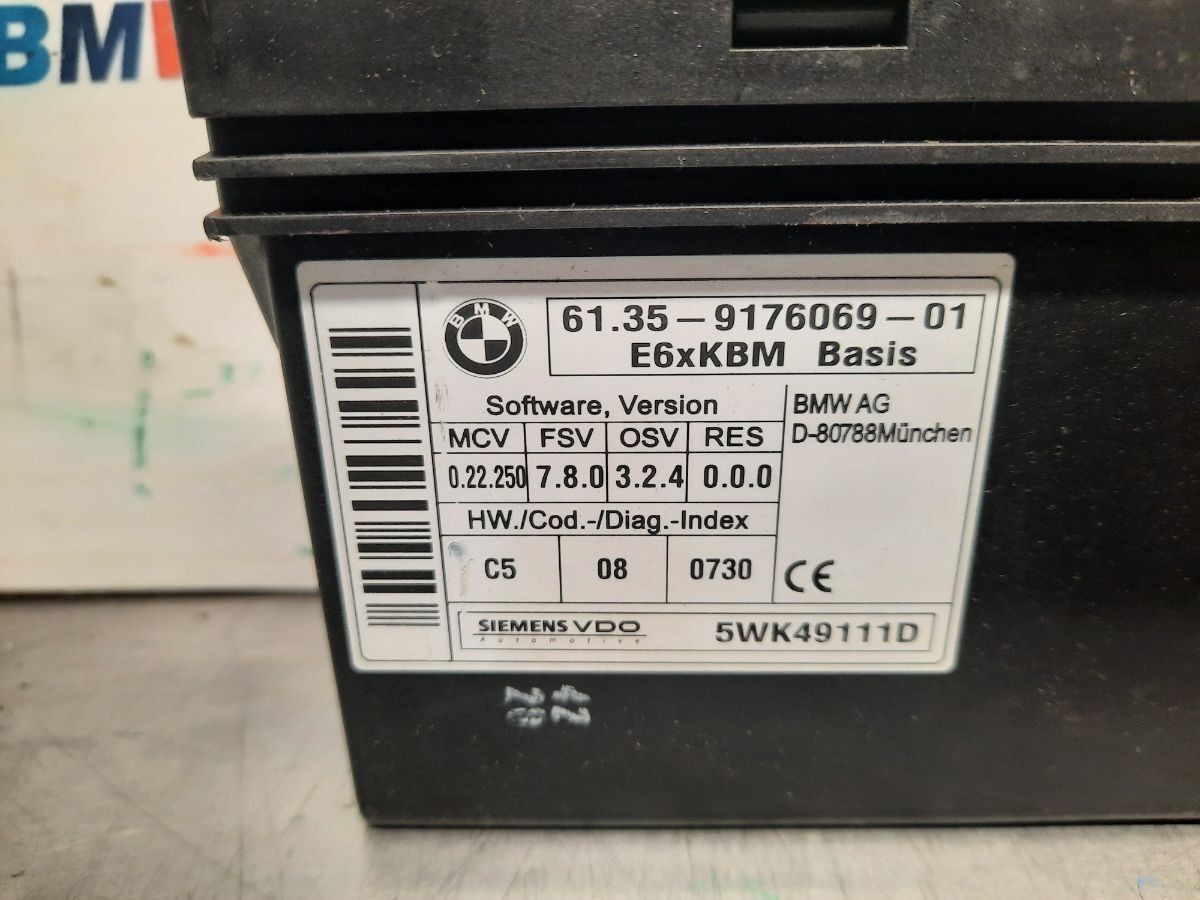 BM
BMW
61.35-9176069-01
E6xKBM Basis
Software, Version
MCV FSV OSV RES
0.22.250 7.8.0 3.2.4 0.0.0
HW./Cod.-/Diag.-Index
C5 08 0730
BMW AG
D-80788München
CE
SIEMENS VDO
Automotive
5WK49111D